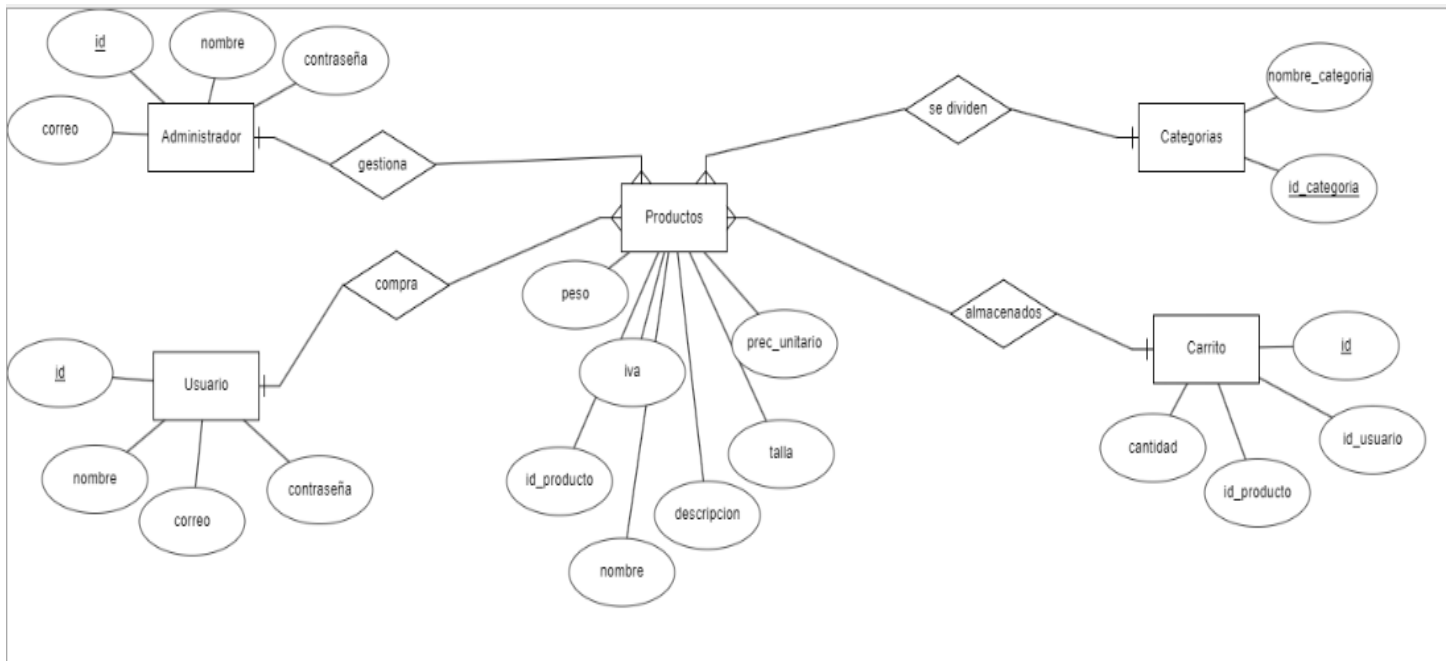 id
nombre
contraseña
correo
Administrador
gestiona
se dividen
nombre_categoria
Categorias
id_categoria
Productos
compra
peso
iva
prec_unitario
almacenados
Carrito
id
id_usuario
id_producto
cantidad
Usuario
id
nombre
correo
contraseña
id_producto
nombre
descripcion
talla